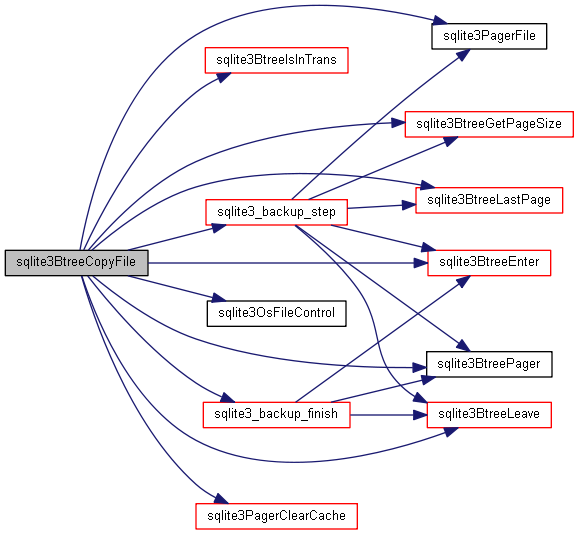 sqlite3PagerFile
sqlite3BtreeIsInTrans
sqlite3BtreeGetPageSize
sqlite3BtreeLastPage
sqlite3_backup_step
sqlite3BtreeCopyFile
sqlite3BtreeEnter
sqlite3OsFileControl
sqlite3BtreePager
sqlite3_backup_finish
sqlite3BtreeLeave
sqlite3PagerClearCache